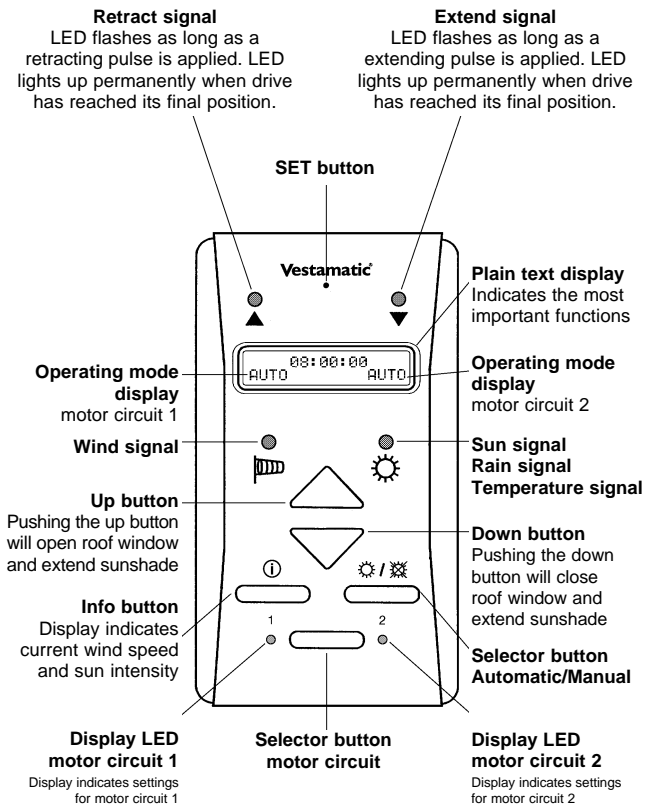 Retract signal
LED flashes as long as a
retracting pulse is applied. LED
lights up permanently when drive
has reached its final position.
Extend signal
LED flashes as long as a
extending pulse is applied. LED
lights up permanently when drive
has reached its final position.
SET button
Vestamatic
Plain text display
Indicates the most
important functions
08:00:00
AUTO AUTO
Operating mode
display
motor circuit 1
Operating mode
display
motor circuit 2
Wind signal
Sun signal
Rain signal
Temperature signal
Up button
Pushing the up button
will open roof window
and extend sunshade
Down button
Pushing the down
button will close
roof window and
extend sunshade
i
/
Info button
Display indicates
current wind speed
and sun intensity
1
2
Selector button
Automatic/Manual
Display LED
motor circuit 1
Display indicates settings
for motor circuit 1
Selector button
motor circuit
Display LED
motor circuit 2
Display indicates settings
for motor circuit 2